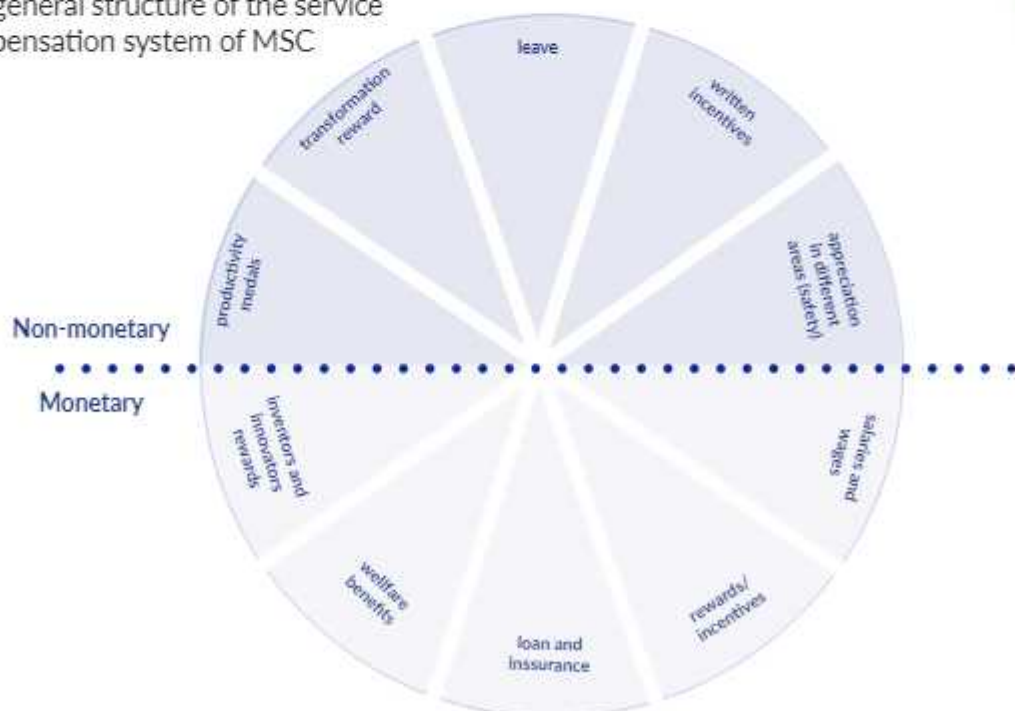 general structure of the service
pensation system of MSC
leave
written
incentives
transformation
reward
appreciation
in different
areas (safety)
productivity
medals
Non-monetary
Monetary
inventors and
innovators
rewards
salaries and
wages
wellfare
benefits
rewards/
incentives
loan and
inssurance